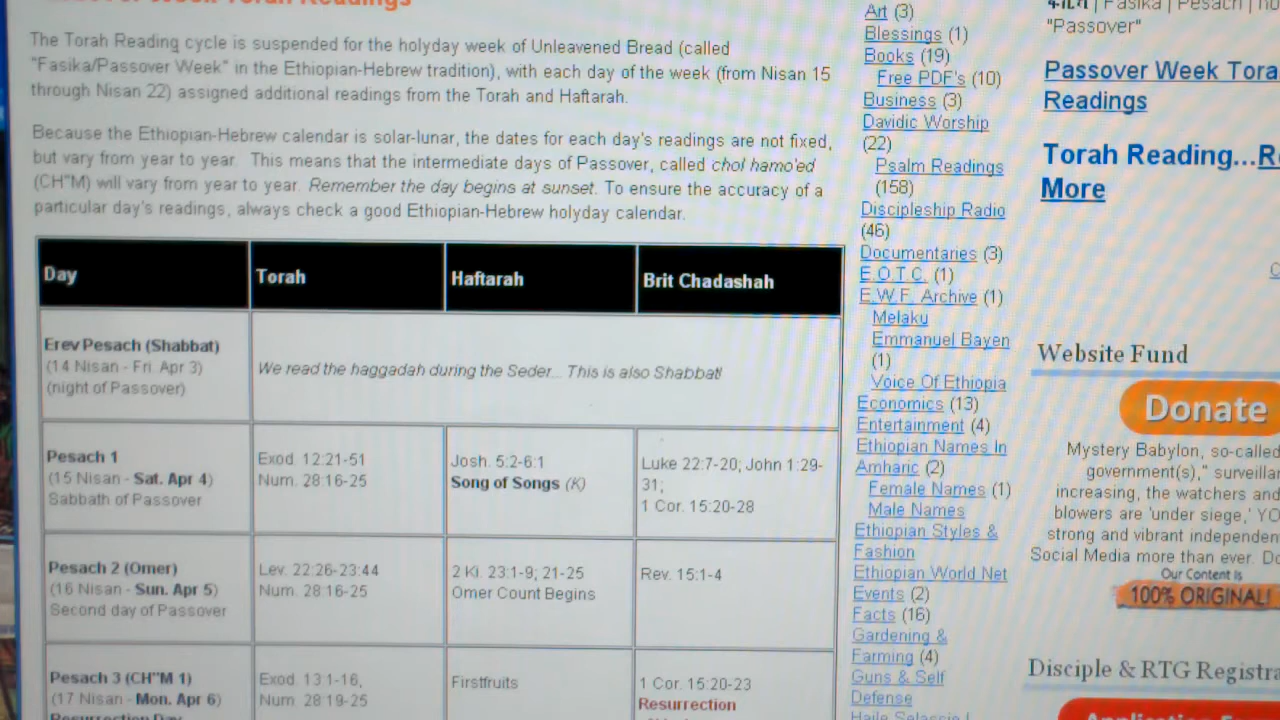 Torah Readings
The Torah Reading cycle is suspended for the holyday week of Unleavened Bread (called
"Fasika/Passover Week" in the Ethiopian-Hebrew tradition), with each day of the week (from Nisan 15
through Nisan 22) assigned additional readings from the Torah and Haftarah.
Because the Ethiopian-Hebrew calendar is solar-lunar, the dates for each day's readings are not fixed,
but vary from year to year. This means that the intermediate days of Passover, called chol hamo'ed
(CH"M) will vary from year to year. Remember the day begins at sunset. To ensure the accuracy of a
particular day's readings, always check a good Ethiopian-Hebrew holyday calendar.
Day Torah Haftarah Brit Chadashah
Erev Pesach (Shabbat)
(14 Nisan - Fri. Apr 3)
(night of Passover)
We read the haggadah during the Seder... This is also Shabbat!
Pesach 1
(15 Nisan - Sat. Apr 4)
Sabbath of Passover
Exod. 12:21-51
Num. 28:16-25
Josh. 5:2-6:1
Song of Songs (K)
Luke 22:7-20; John 1:29-
31;
1 Cor. 15:20-28
Pesach 2 (Omer)
(16 Nisan - Sun. Apr 5)
Second day of Passover
Lev. 22:26-23:44
Num. 28:16-25
2 Ki. 23:1-9; 21-25
Omer Count Begins
Rev. 15:1-4
Pesach 3 (CH"M 1)
(17 Nisan - Mon. Apr 6)
Resurrection Day
Exod. 13:1-16,
Num. 28:19-25
Firstfruits
1 Cor. 15:20-23
Resurrection
Art (3)
Blessings (1)
Books (19)
Free PDF's (10)
Business (3)
Davidic Worship
(22)
Psalm Readings
(158)
Discipleship Radio
(46)
Documentaries (3)
E.O.T.C. (1)
E.W.F. Archive (1)
Melaku
Emmanuel Bayen
(1)
Voice Of Ethiopia
Economics (13)
Entertainment (4)
Ethiopian Names In
Amharic (2)
Female Names (1)
Male Names
Ethiopian Styles &
Fashion
Ethiopian World Net
Events (2)
Facts (16)
Gardening &
Farming (4)
Guns & Self
Defense
Haile Selassie I
| Fasika | Pesach |
"Passover"
Passover Week Tora
Readings
Torah Reading...Re
More
Website Fund
Donate
Mystery Babylon, so-called
government(s)," surveillan
increasing, the watchers and
blowers are 'under siege,' YO
strong and vibrant independen
Social Media more than ever. Do
Our Content Is
100% ORIGINAL!
Disciple & RTG Registra